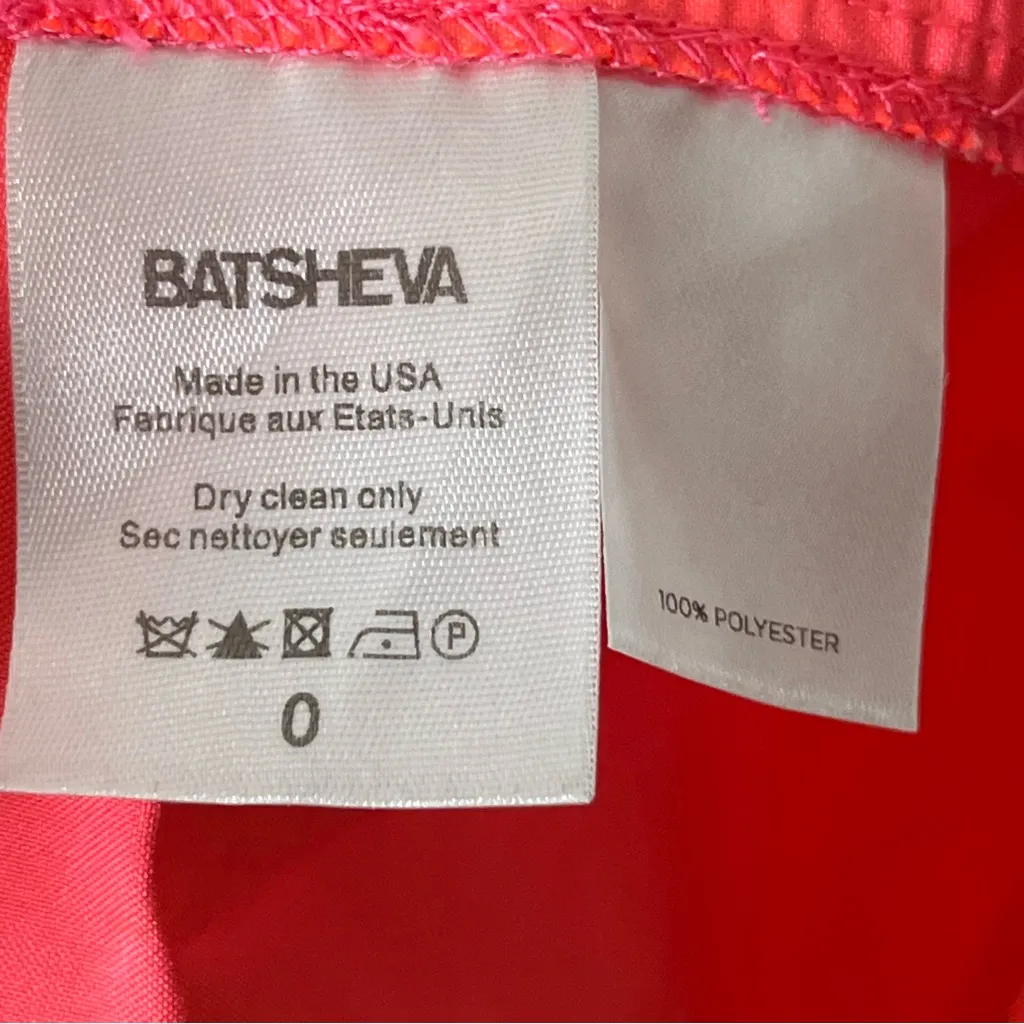 BATSHEVA
Made in the USA
Fabrique aux Etats-Unis
Dry clean only
Sec nettoyer seulement
P
0
100% POLYESTER